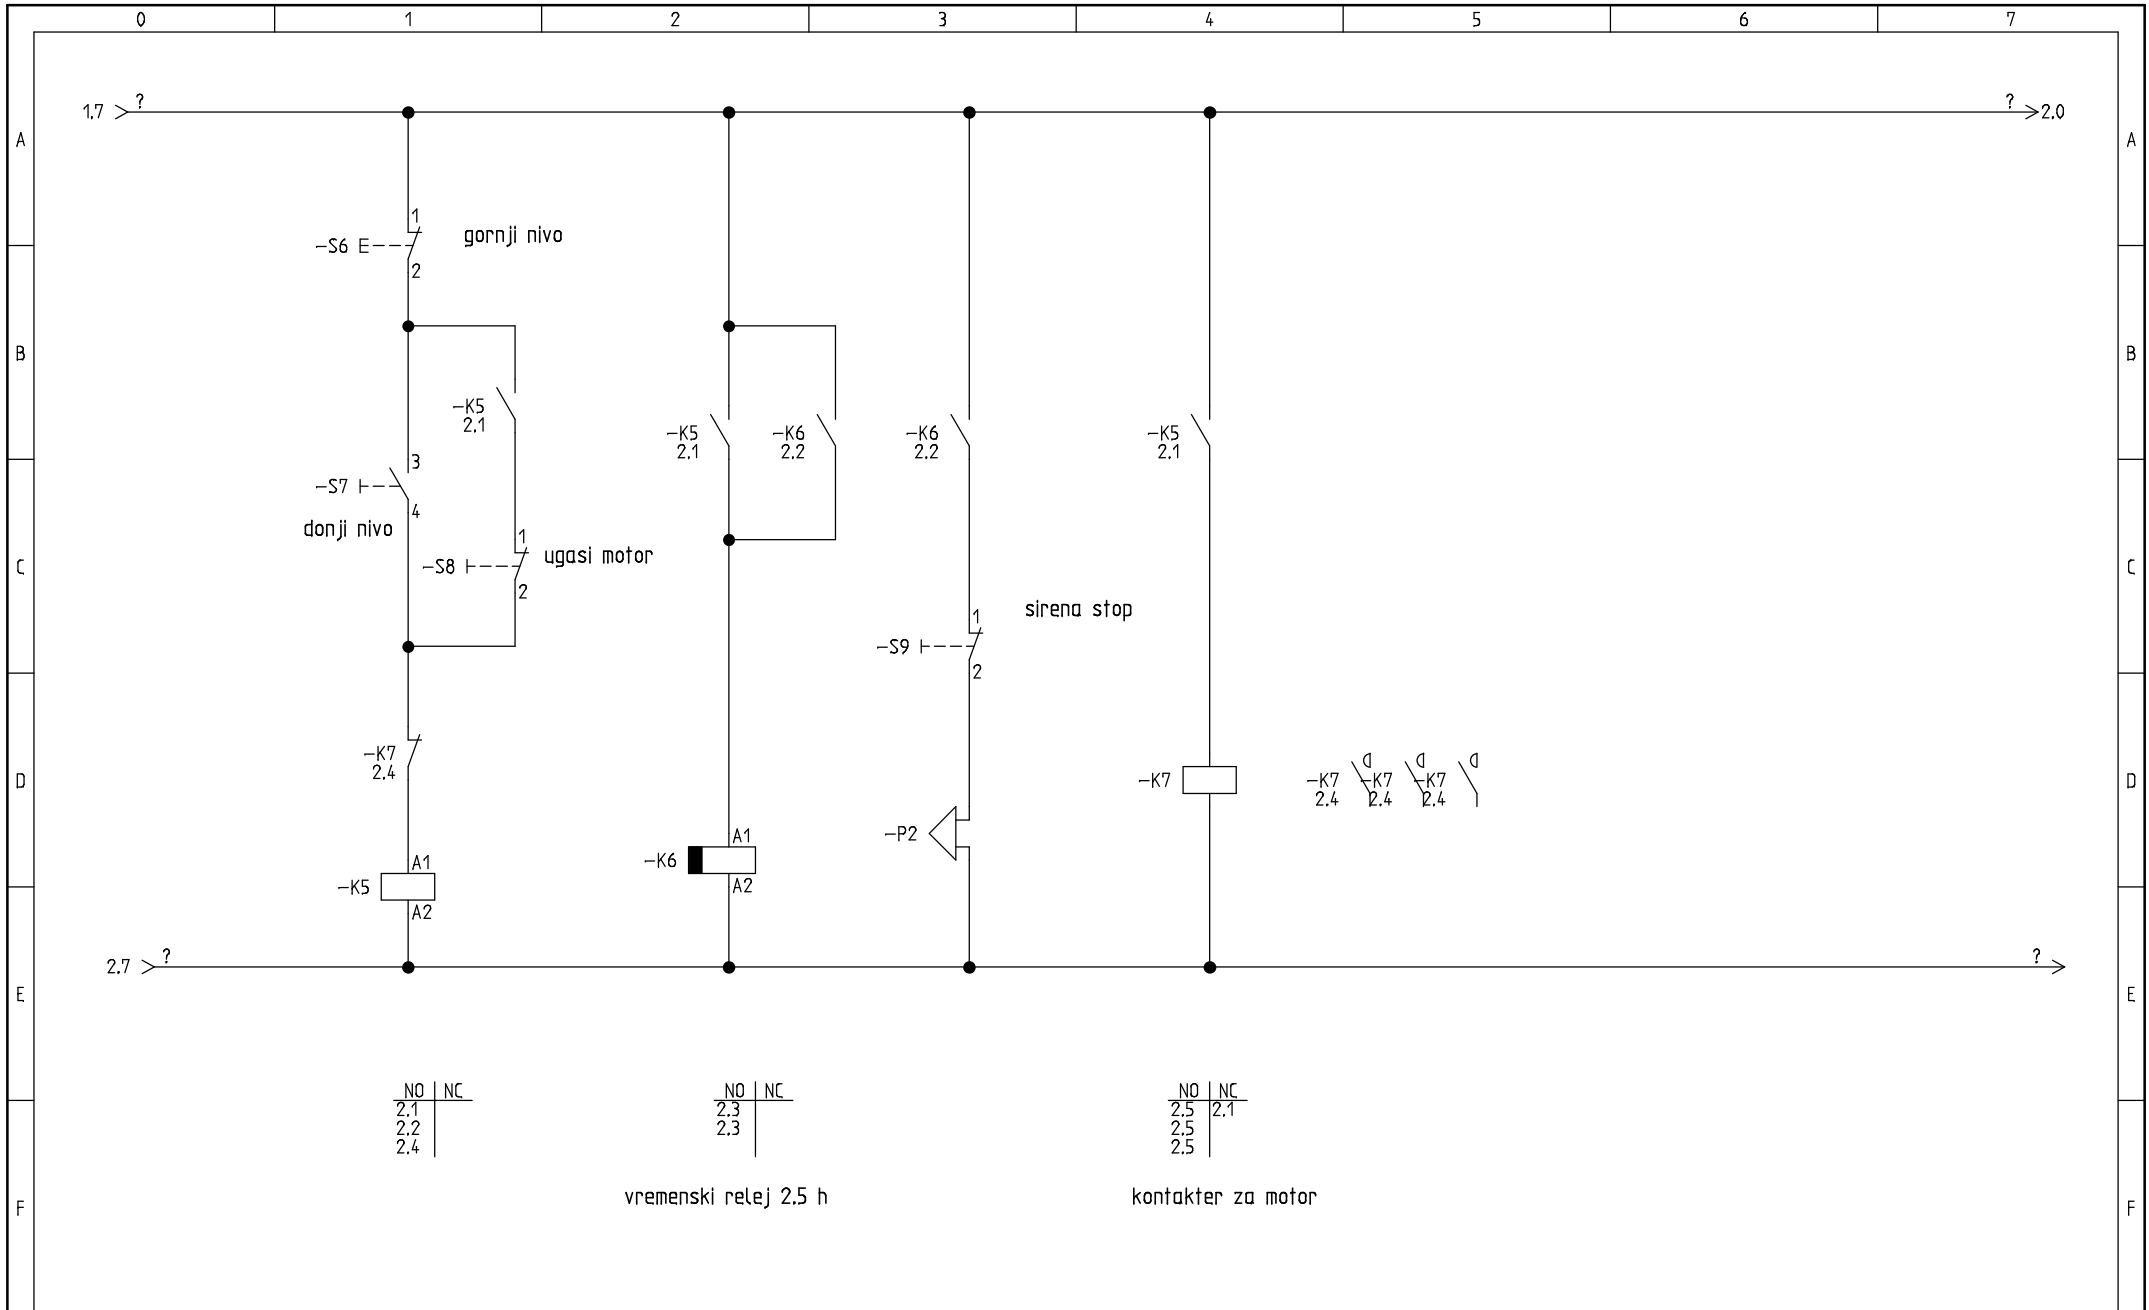 0 1 2 3 4 5 6 7
1.7 ? ? 2.0
A A
1
-S6 gornji nivo
2
B B
-K5
2.1
-K5 -K6 -K6 -K5
2.1 2.2 2.2 2.1
3
-S7
4
donji nivo
1
-S8 ugasi motor
2
C C
sirena stop
1
-S9
2
-K7
2.4
D D
-K7 -K7 -K7 -K7
2.4 2.4 2.4
-P2
A1
-K6
A2
A1
-K5
A2
2.7 ? ?
E E
NO NC NO NC NO NC
2.1 2.3 2.5 2.1
2.2 2.3 2.5
2.4 2.5
vremenski relej 2.5 h kontakter za motor
F F